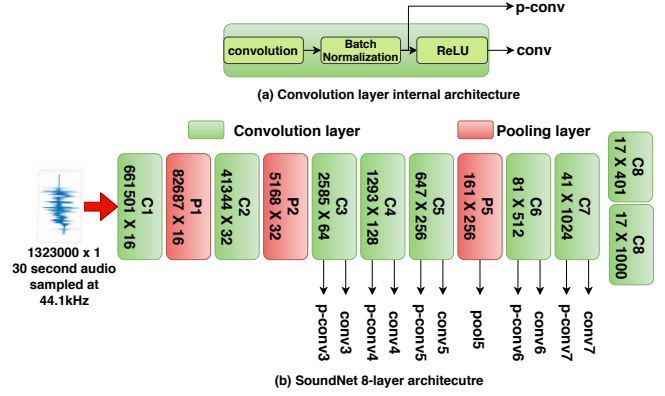 p-conv
convolution
Batch
Normalization
ReLU
conv
(a) Convolution layer internal architecture
Convolution layer
Pooling layer
C1
661501 X 16
P1
82687 X 16
C2
41344 X 32
P2
5168 X 32
C3
2585 X 64
C4
1293 X 128
C5
647 X 256
P5
161 X 256
C6
81 X 512
C7
41 X 1024
C8
17 X 401
C8
17 X 1000
1323000 x 1
30 second audio
sampled at
44.1kHz
p-conv3
conv3
p-conv4
conv4
p-conv5
conv5
pool5
p-conv6
conv6
p-conv7
conv7
(b) SoundNet 8-layer architecutre